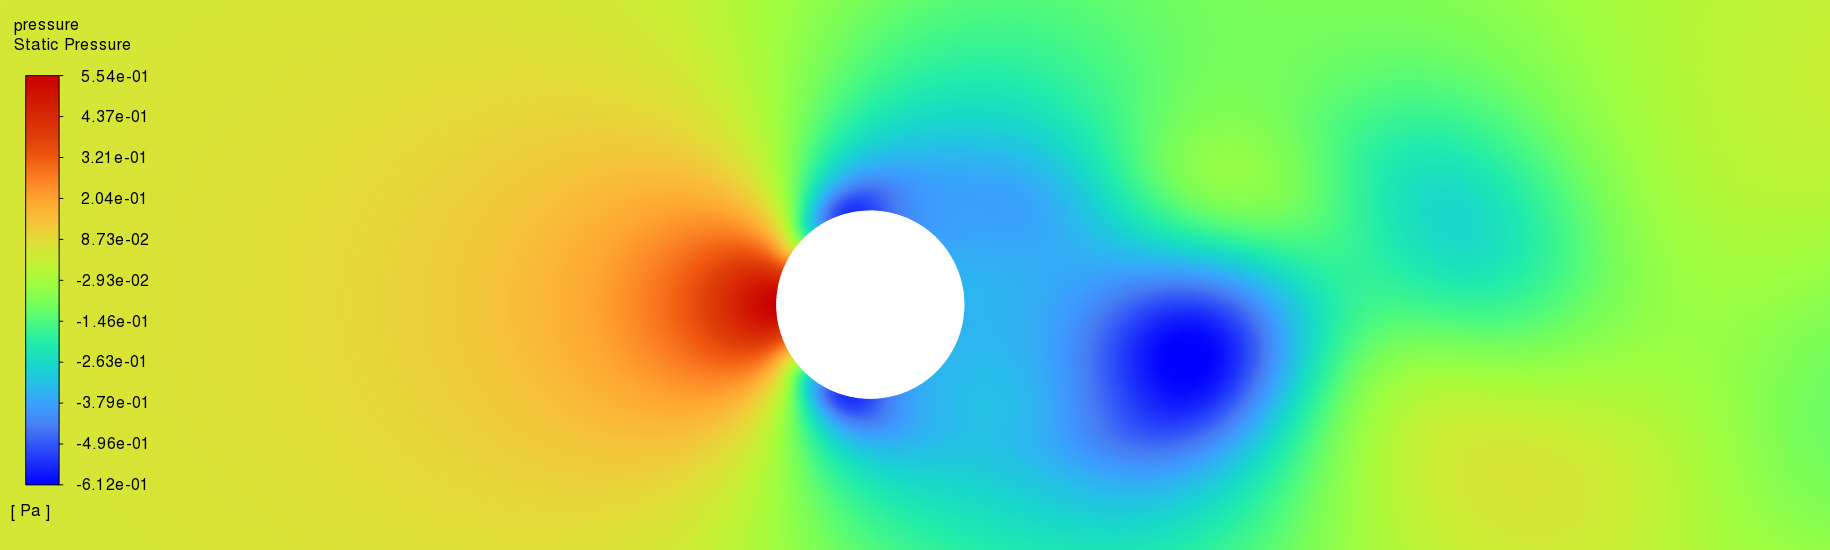 pressure
Static Pressure
5.54e-01
4.37e-01
3.21e-01
2.04e-01
8.73e-02
-2.93e-02
-1.46e-01
-2.63e-01
-3.79e-01
-4.96e-01
-6.12e-01
[ Pa ]